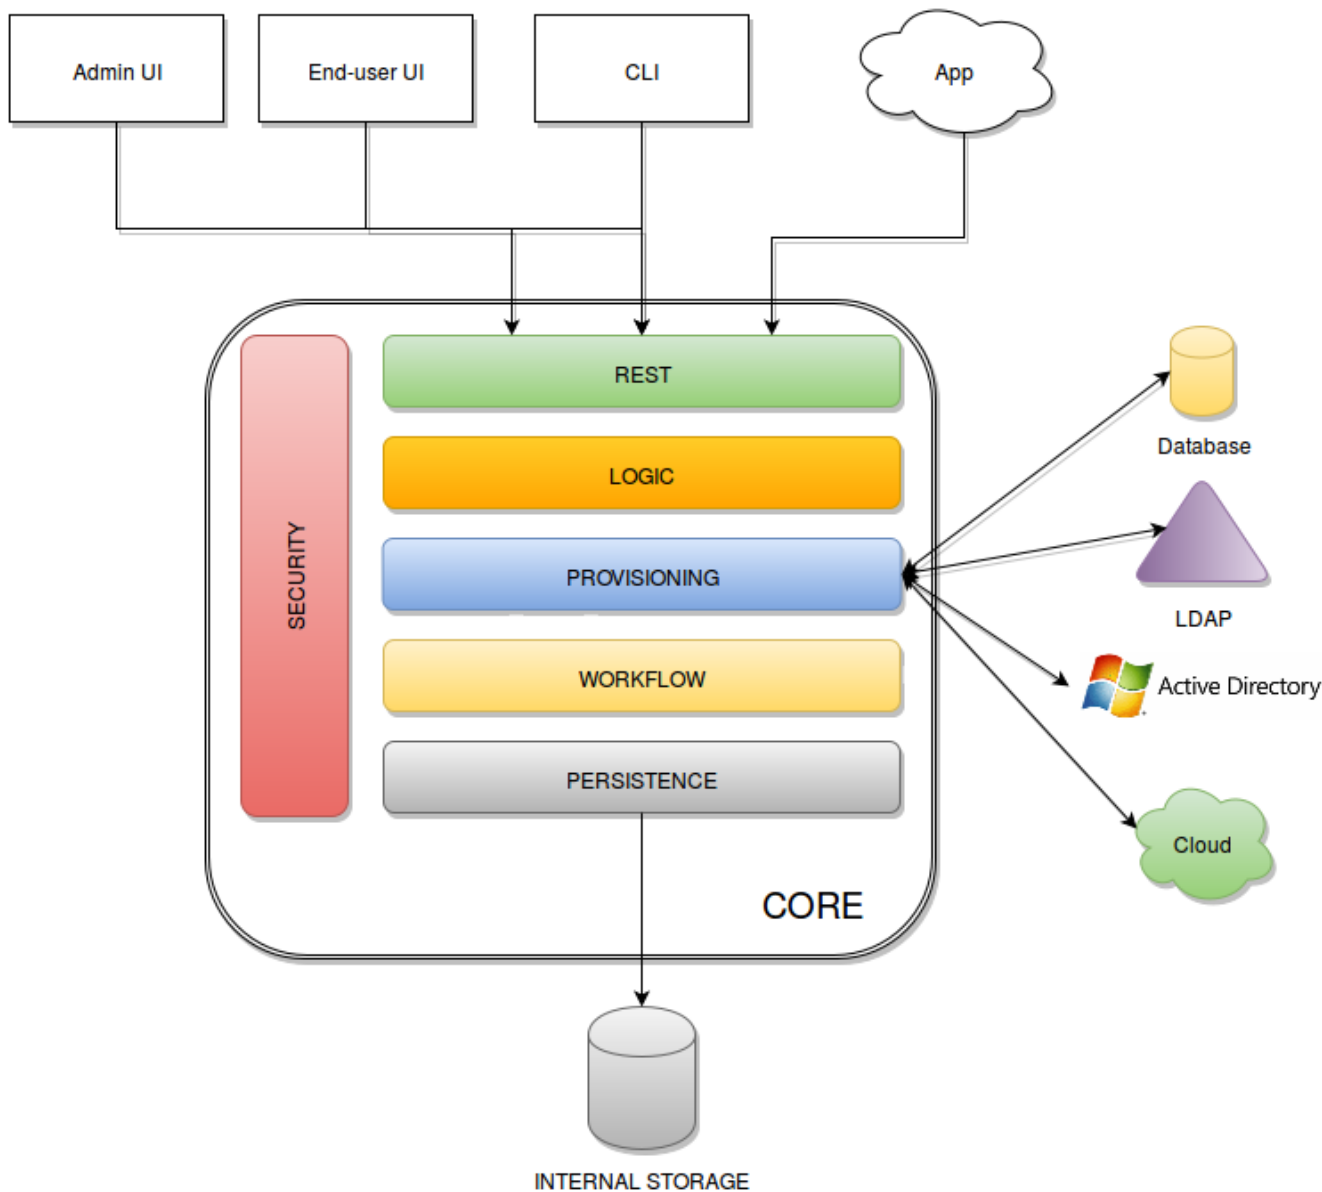 Admin UI
End-user UI
CLI
App
REST
LOGIC
PROVISIONING
WORKFLOW
PERSISTENCE
SECURITY
CORE
Database
LDAP
Active Directory
Cloud
INTERNAL STORAGE